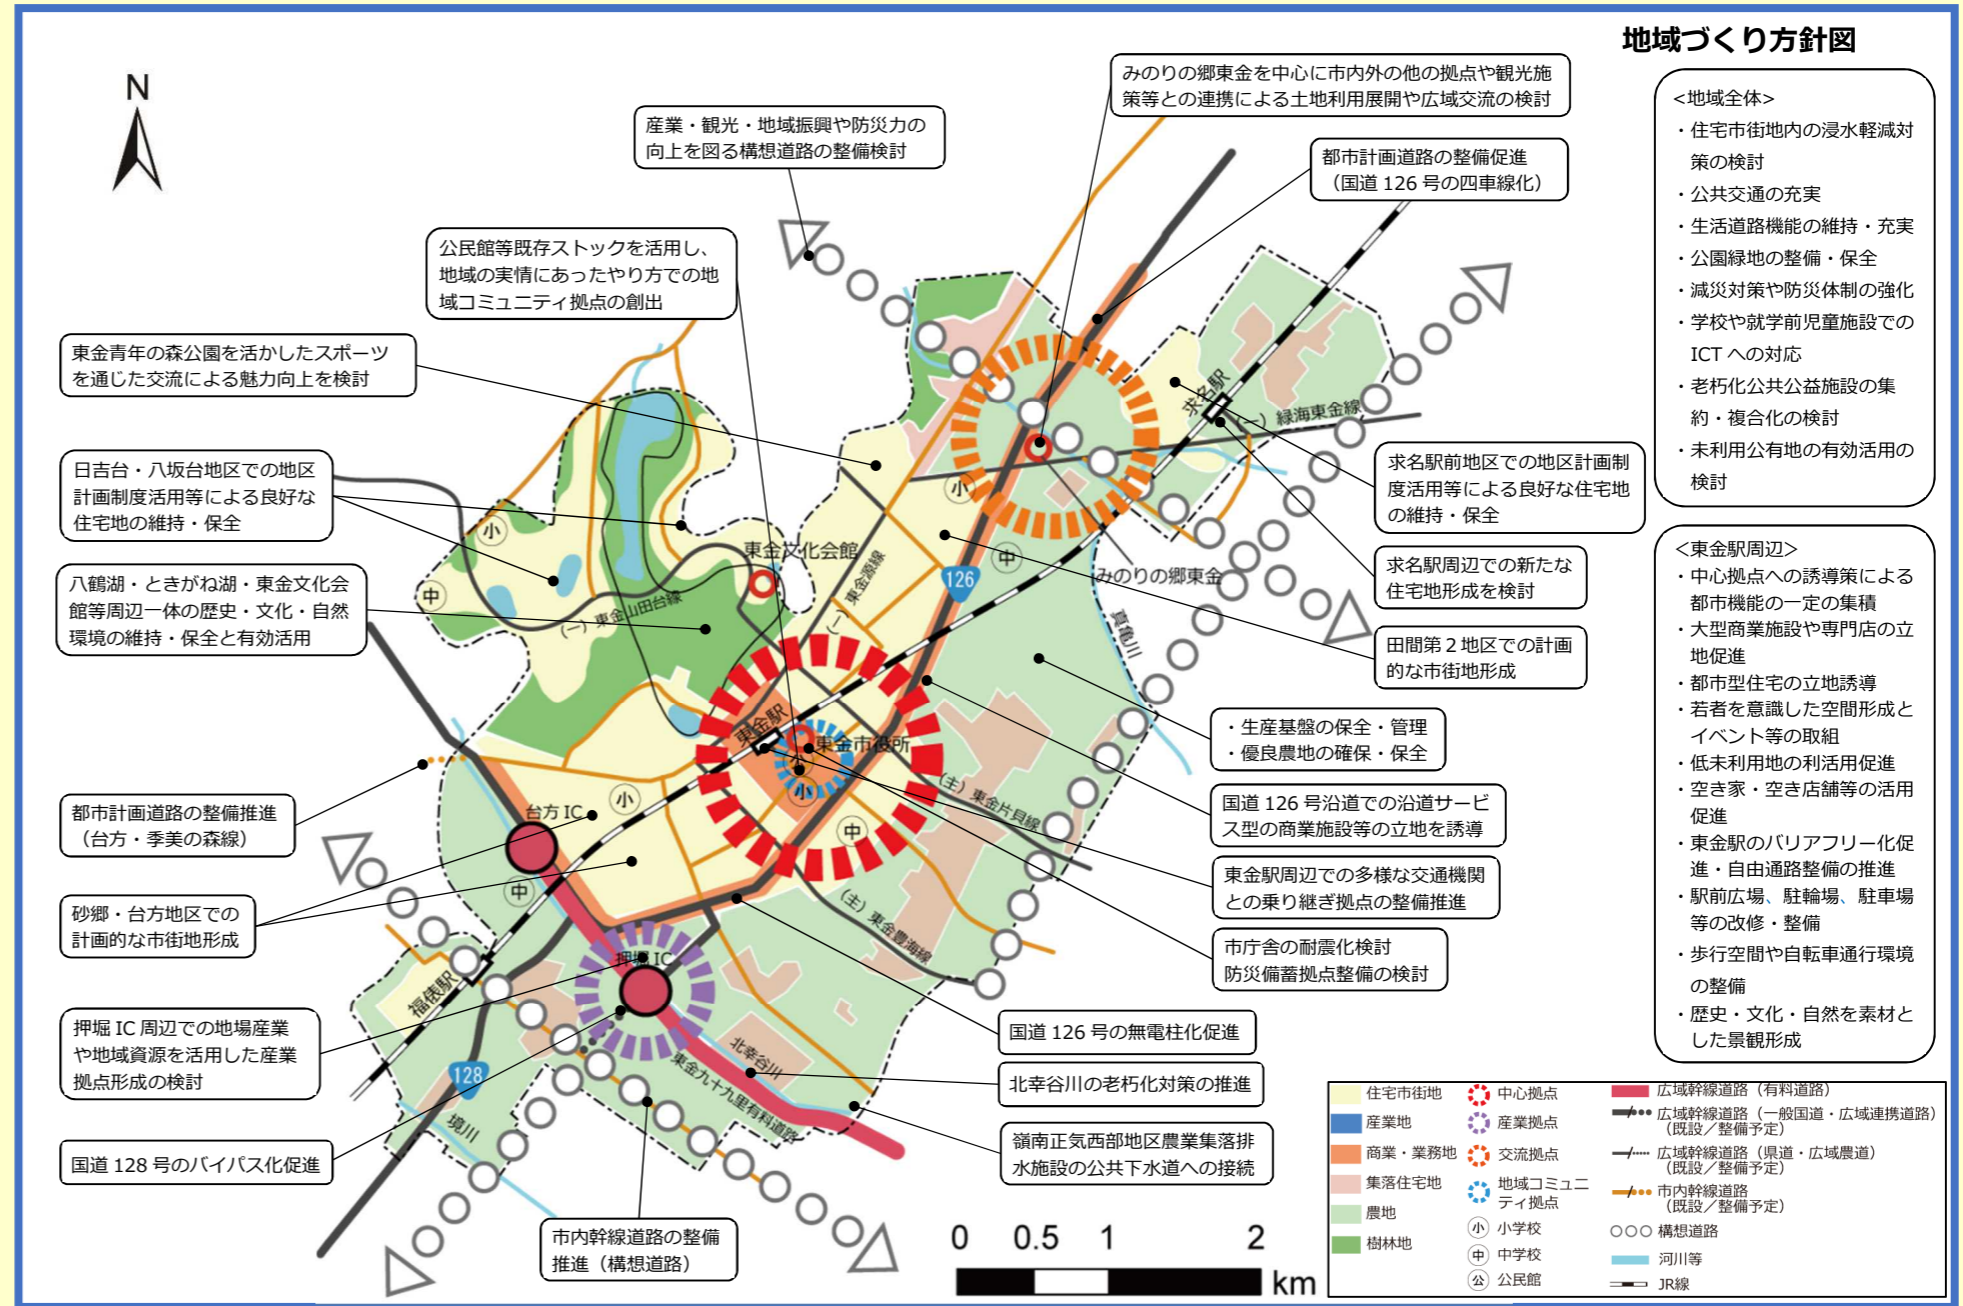 地域づくり方針図
N
みのりの郷東金を中心に市内外の他の拠点や観光施
策等との連携による土地利用展開や広域交流の検討
産業・観光・地域振興や防災力の
向上を図る構想道路の整備検討
都市計画道路の整備促進
（国道 126 号の四車線化）
公民館等既存ストックを活用し、
地域の実情にあったやり方での地
域コミュニティ拠点の創出
東金青年の森公園を活かしたスポーツ
を通じた交流による魅力向上を検討
日吉台・八坂台地区での地区
計画制度活用等による良好な
住宅地の維持・保全
八鶴湖・ときがね湖・東金文化会
館等周辺一体の歴史・文化・自然
環境の維持・保全と有効活用
都市計画道路の整備推進
（台方・季美の森線）
砂郷・台方地区での
計画的な市街地形成
押堀 IC 周辺での地場産業
や地域資源を活用した産業
拠点形成の検討
国道 128 号のバイパス化促進
市内幹線道路の整備
推進（構想道路）
求名駅前地区での地区計画制
度活用等による良好な住宅地
の維持・保全
求名駅周辺での新たな
住宅地形成を検討
田間第２地区での計画
的な市街地形成
・生産基盤の保全・管理
・優良農地の確保・保全
国道 126 号沿道での沿道サービ
ス型の商業施設等の立地を誘導
東金駅周辺での多様な交通機関
との乗り継ぎ拠点の整備推進
市庁舎の耐震化検討
防災備蓄拠点整備の検討
国道 126 号の無電柱化促進
北幸谷川の老朽化対策の推進
嶺南正気西部地区農業集落排
水施設の公共下水道への接続
求名駅
（一）緑海東金線
小
中
東金文化会館
（一）東金源線
126
みのりの郷東金
真亀川
小
中
（一）東金山田台線
東金駅
東金市役所
小
小
中
（主）東金片貝線
（主）東金豊海線
台方 IC
小
中
押堀 IC
福俵駅
128
境川
北幸谷川
東金九十九里有料道路
<地域全体>
・住宅市街地内の浸水軽減対
策の検討
・公共交通の充実
・生活道路機能の維持・充実
・公園緑地の整備・保全
・減災対策や防災体制の強化
・学校や就学前児童施設での
ICT への対応
・老朽化公共公益施設の集
約・複合化の検討
・未利用公有地の有効活用の
検討
＜東金駅周辺＞
・中心拠点への誘導策による
都市機能の一定の集積
・大型商業施設や専門店の立
地促進
・都市型住宅の立地誘導
・若者を意識した空間形成と
イベント等の取組
・低未利用地の利活用促進
・空き家・空き店舗等の活用
促進
・東金駅のバリアフリー化促
進・自由通路整備の推進
・駅前広場、駐輪場、駐車場
等の改修・整備
・歩行空間や自転車通行環境
の整備
・歴史・文化・自然を素材と
した景観形成
住宅市街地
産業地
商業・業務地
集落住宅地
農地
樹林地
中心拠点
産業拠点
交流拠点
地域コミュニ
ティ拠点
小 小学校
中 中学校
公 公民館
広域幹線道路（有料道路）
広域幹線道路（一般国道・広域連携道路）
（既設／整備予定）
広域幹線道路（県道・広域農道）
（既設／整備予定）
市内幹線道路
（既設／整備予定）
構想道路
河川等
JR線
0 0.5 1 2
km